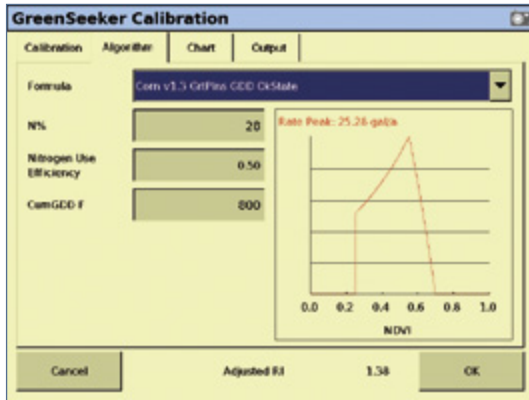 GreenSeeker Calibration
Calibration Algorithm Chart Output
Formula Corn v1.3 GrtPlns GDD OkState
N% 28
Nitrogen Use
Efficiency 0.50
CumGDD F 800
Rate Peak: 25.28 gal/a
0.0 0.2 0.4 0.6 0.8 1.0
NDVI
Cancel Adjusted RI 1.38 OK